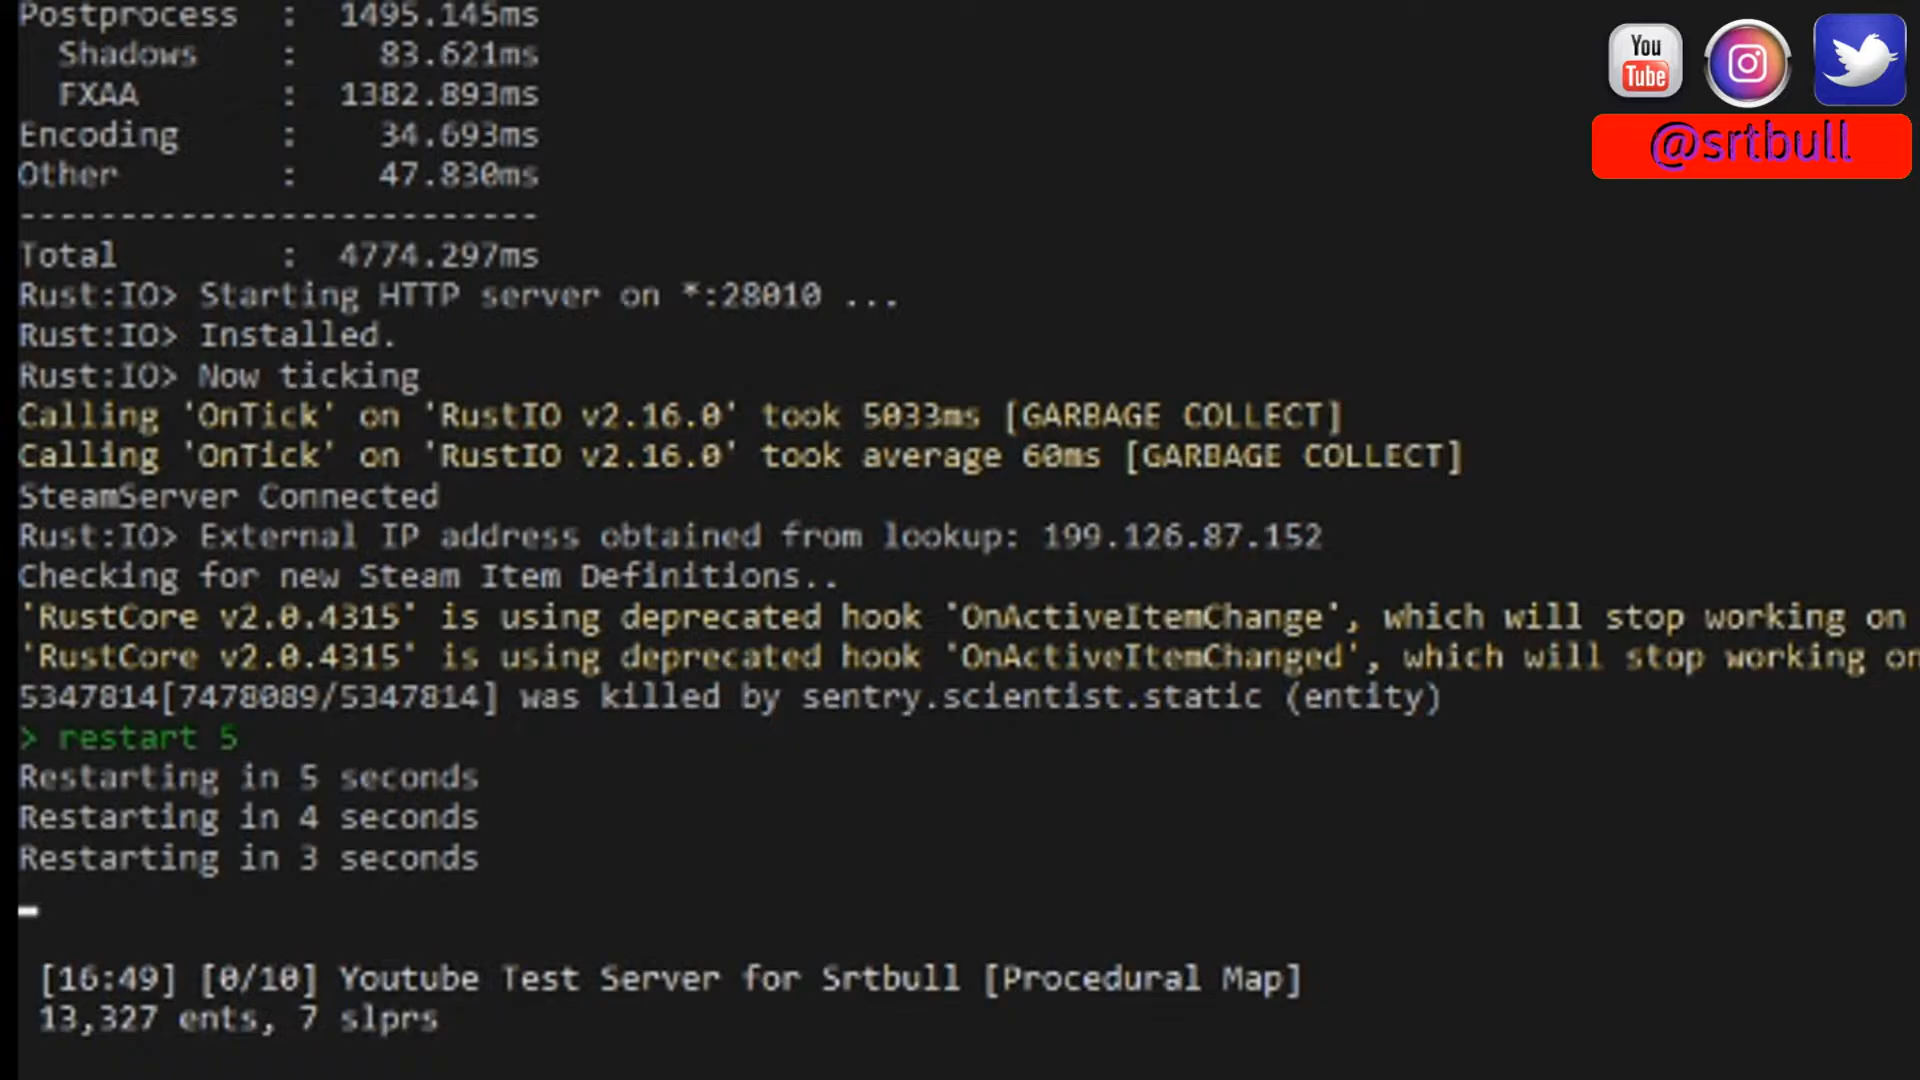 Postprocess : 1495.145ms
Shadows : 83.621ms
FXAA : 1382.893ms
Encoding : 34.693ms
Other : 47.830ms
--------------------------
Total : 4774.297ms
Rust:IO> Starting HTTP server on *:28010 ...
Rust:IO> Installed.
Rust:IO> Now ticking
Calling 'OnTick' on 'RustIO v2.16.0' took 5033ms [GARBAGE COLLECT]
Calling 'OnTick' on 'RustIO v2.16.0' took average 60ms [GARBAGE COLLECT]
SteamServer Connected
Rust:IO> External IP address obtained from lookup: 199.126.87.152
Checking for new Steam Item Definitions..
'RustCore v2.0.4315' is using deprecated hook 'OnActiveItemChange', which will stop working on
'RustCore v2.0.4315' is using deprecated hook 'OnActiveItemChanged', which will stop working on
5347814[7478089/5347814] was killed by sentry.scientist.static (entity)
> restart 5
Restarting in 5 seconds
Restarting in 4 seconds
Restarting in 3 seconds
[16:49] [0/10] Youtube Test Server for Srtbull [Procedural Map]
13,327 ents, 7 slprs
You
Tube
@srtbull